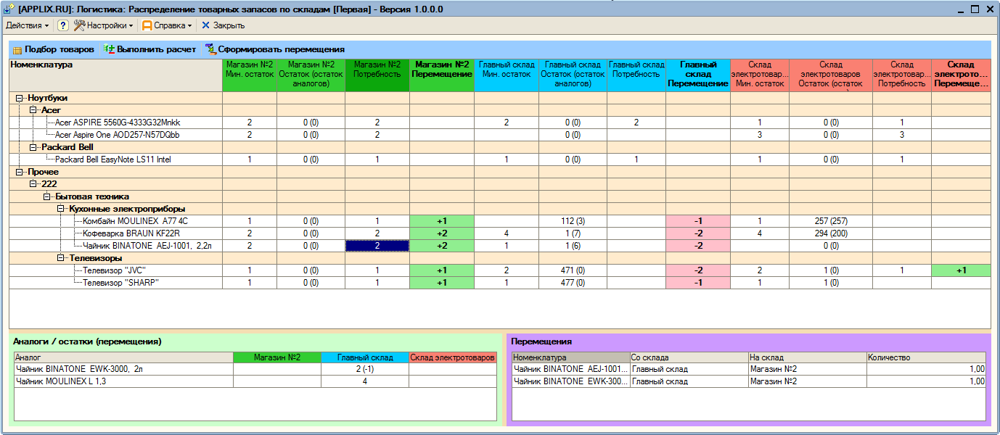 [APPLIX.RU]: Логистика: Распределение товарных запасов по складам [Первая] - Версия 1.0.0.0
Действия ? Настройки Справка Закрыть
Подбор товаров Выполнить расчет Сформировать перемещения
Номенклатура
Магазин №2 Мин. остаток
Магазин №2 Остаток (остаток аналогов)
Магазин №2 Потребность
Магазин №2 Перемещение
Главный склад Мин. остаток
Главный склад Остаток (остаток аналогов)
Главный склад Потребность
Главный склад Перемещение
Склад электротовар... Мин. остаток
Склад электротоваров Остаток (остаток
Склад электротовар... Потребность
Склад электрото... Перемеще...
Ноутбуки
Acer
Acer ASPIRE 5560G-4333G32Mnkk 2 0 (0) 2 2 0 (0) 2 1 0 (0) 1
Acer Aspire One AOD257-N57DQbb 2 0 (0) 2 0 (0) 3 0 (0) 3
Packard Bell
Packard Bell EasyNote LS11 Intel 1 0 (0) 1 1 0 (0) 1 1 0 (0) 1
Прочее
222
Бытовая техника
Кухонные электроприборы
Комбайн MOULINEX A77 4C 1 0 (0) 1 +1 112 (3) -1 1 257 (257)
Кофеварка BRAUN KF22R 2 0 (0) 2 +2 4 1 (7) -2 4 294 (200)
Чайник BINATONE AEJ-1001, 2,2л 2 0 (0) 2 +2 1 1 (6) -2 0 (0)
Телевизоры
Телевизор "JVC" 1 0 (0) 1 +1 2 471 (0) -2 2 1 (0) 1 +1
Телевизор "SHARP" 1 0 (0) 1 +1 1 477 (0) -1 1 1 (0)
Аналоги / остатки (перемещения)
Аналог Магазин №2 Главный склад Склад электротоваров
Чайник BINATONE EWK-3000, 2л 2 (-1)
Чайник MOULINEX L 1,3 4
Перемещения
Номенклатура Со склада На склад Количество
Чайник BINATONE AEJ-1001... Главный склад Магазин №2 1,00
Чайник BINATONE EWK-300... Главный склад Магазин №2 1,00